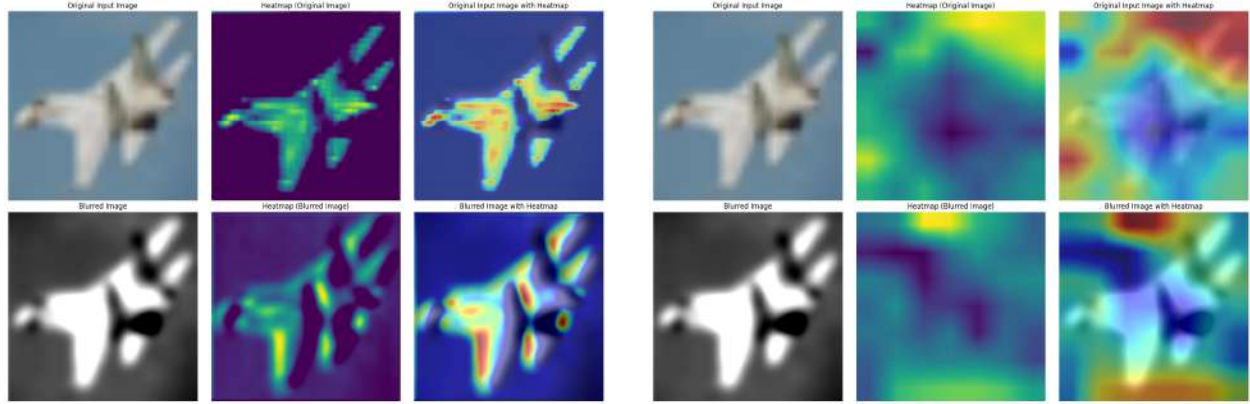 Original Input Image
Heatmap (Original Image)
Original Input Image with Heatmap
Original Input Image
Heatmap (Original Image)
Original Input Image with Heatmap
Blurred Image
Heatmap (Blurred Image)
Blurred Image with Heatmap
Blurred Image
Heatmap (Blurred Image)
Blurred Image with Heatmap